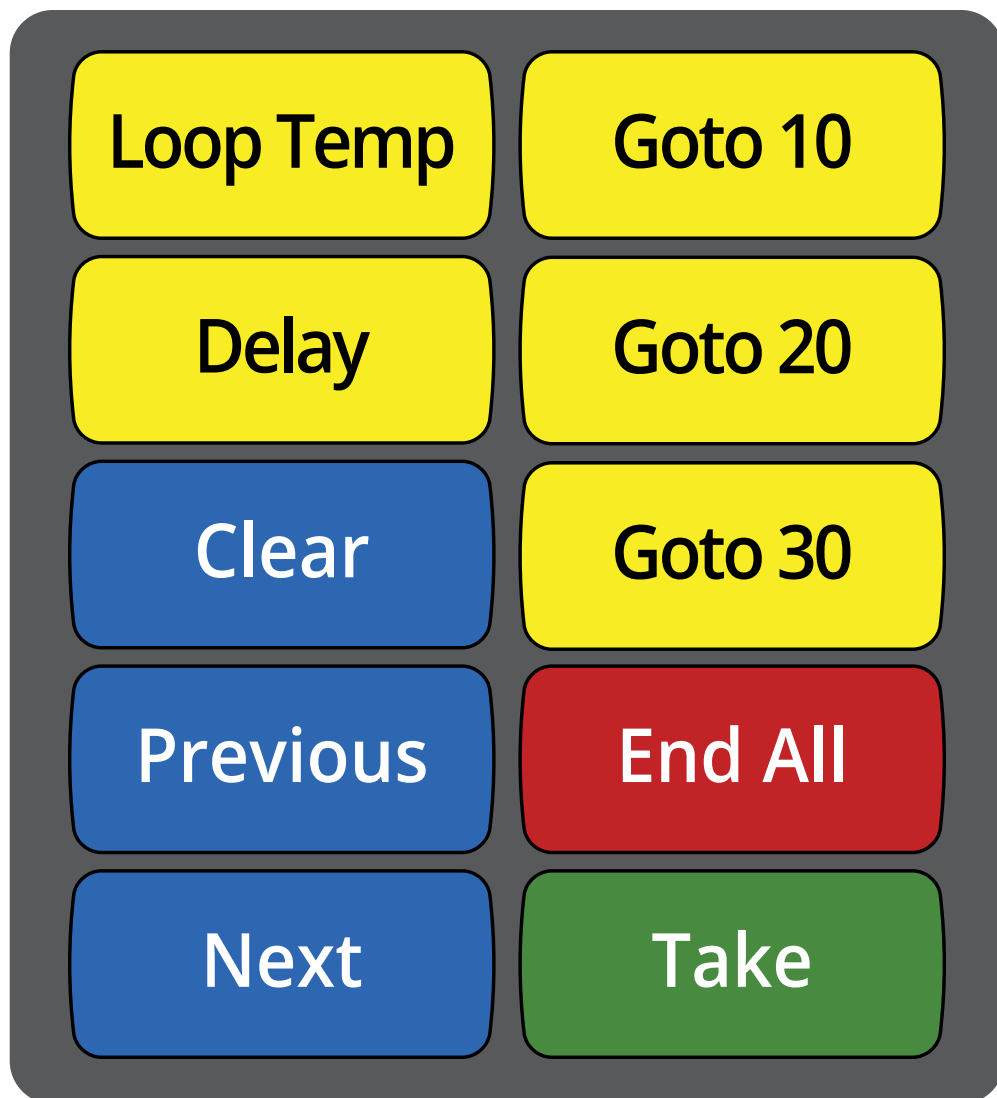 Loop Temp
Goto 10
Delay
Goto 20
Clear
Goto 30
Previous
End All
Next
Take